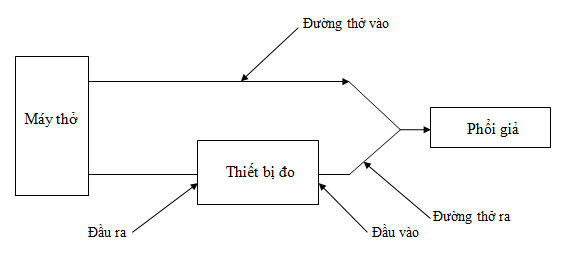 Đường thở vào
Máy thở
Phổi giả
Thiết bị đo
Đường thở ra
Đầu ra
Đầu vào